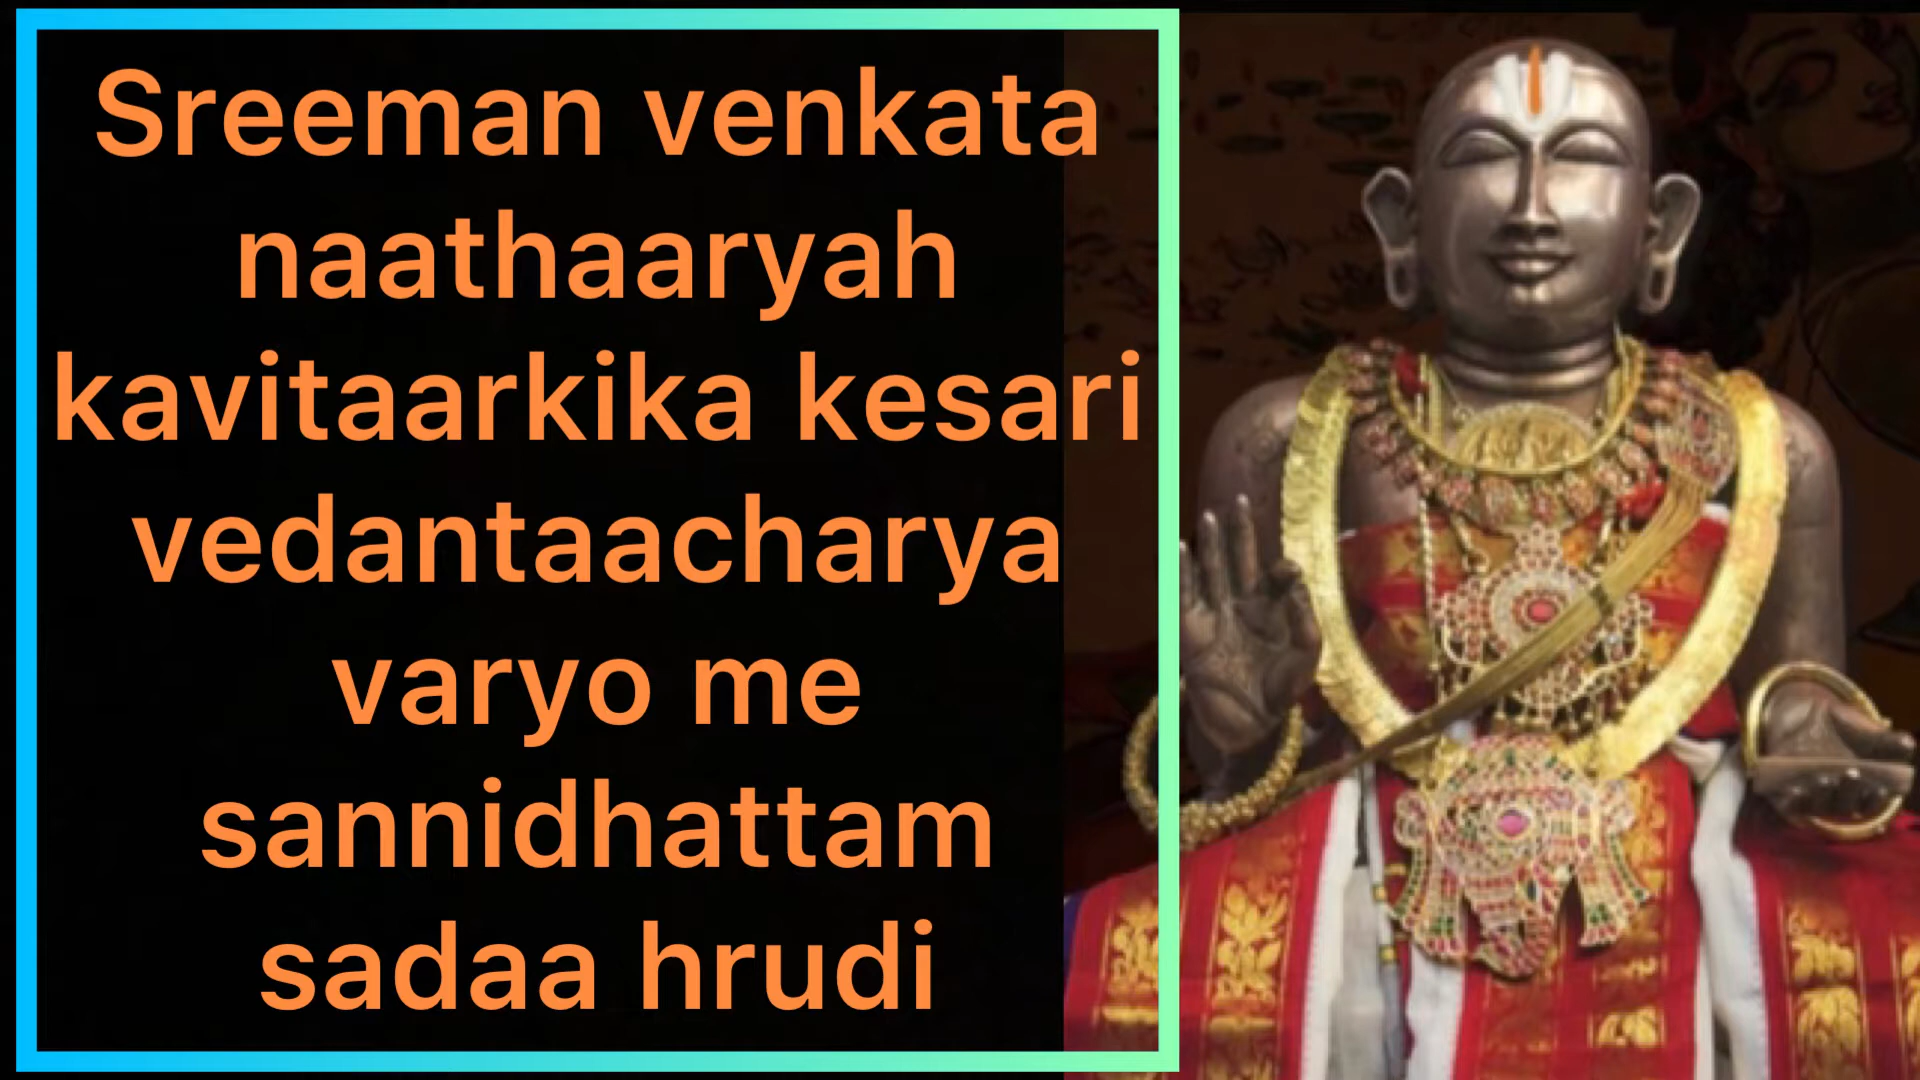 Sreeman venkata
naathaaryah
kavitaarkika kesari
vedantaacharya
varyo me
sannidhattam
sadaa hrudi